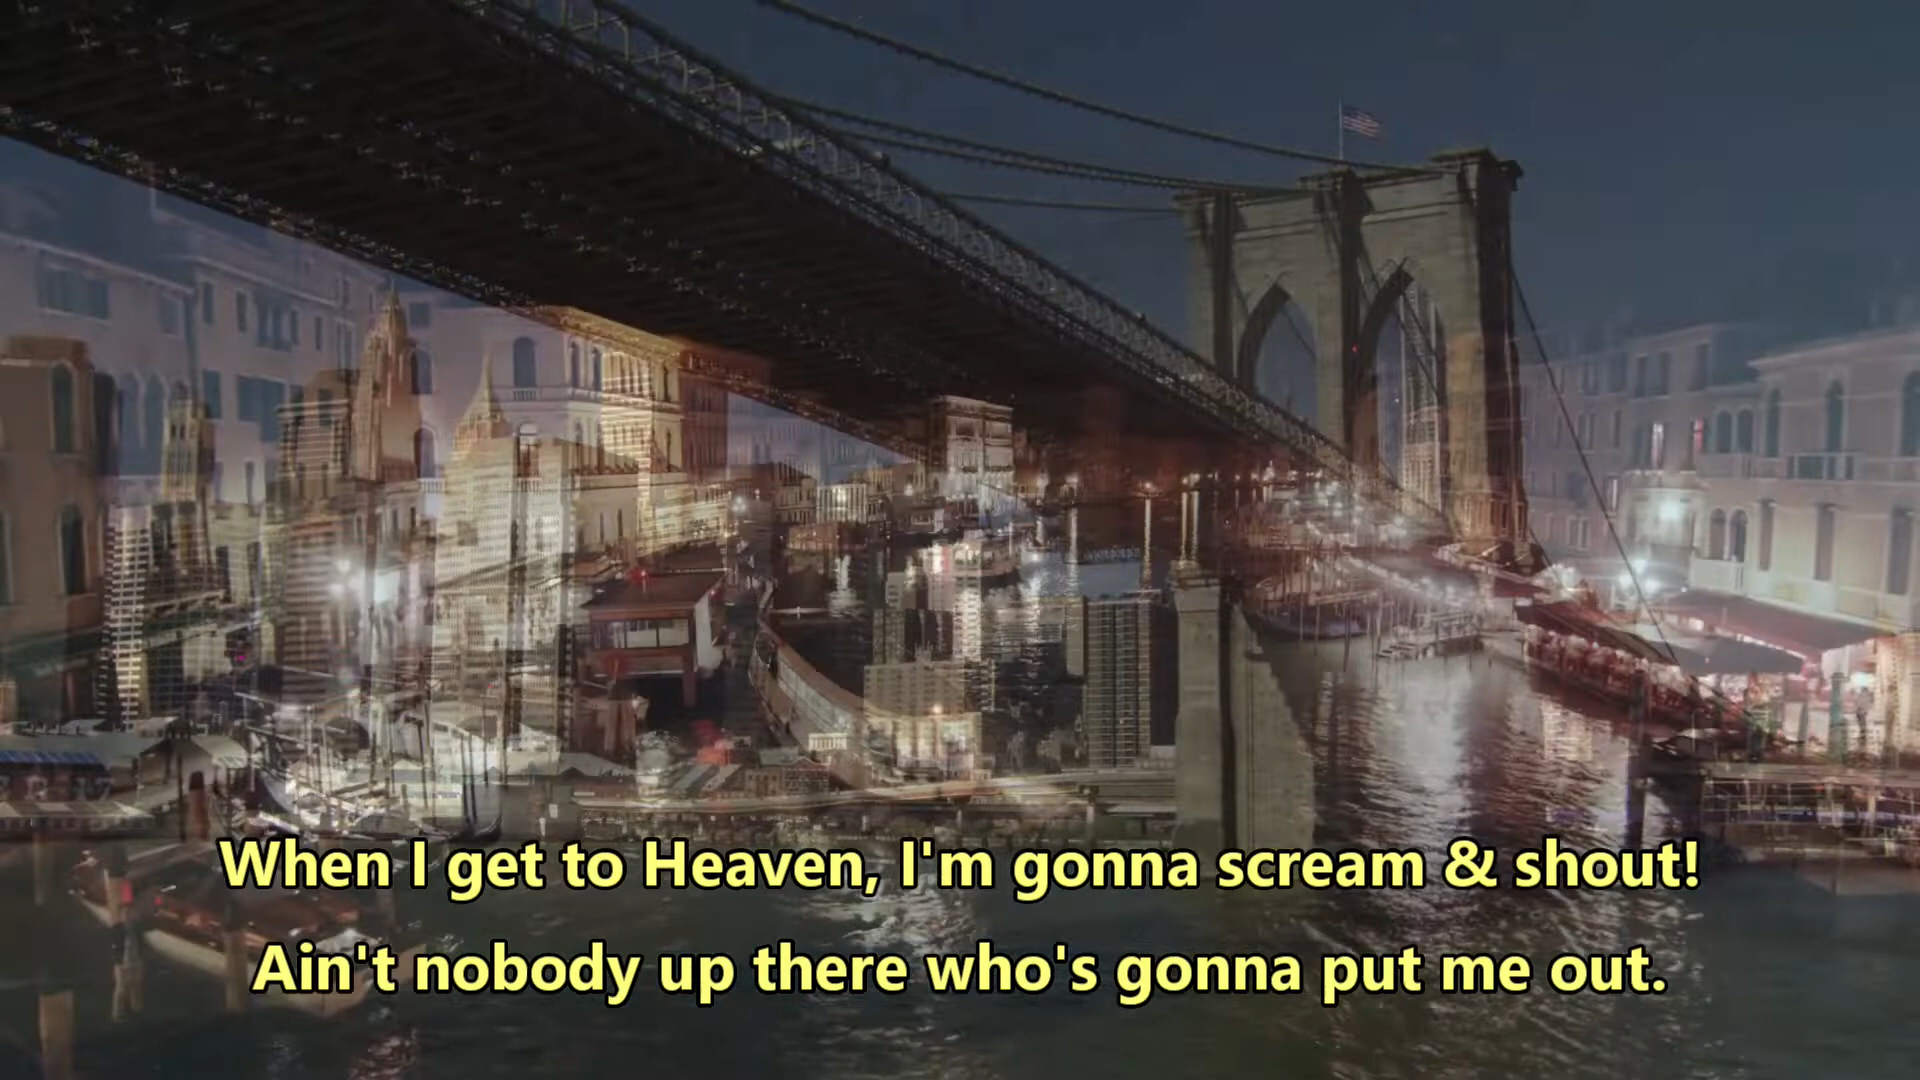 When I get to Heaven, I'm gonna scream & shout!
Ain't nobody up there who's gonna put me out.